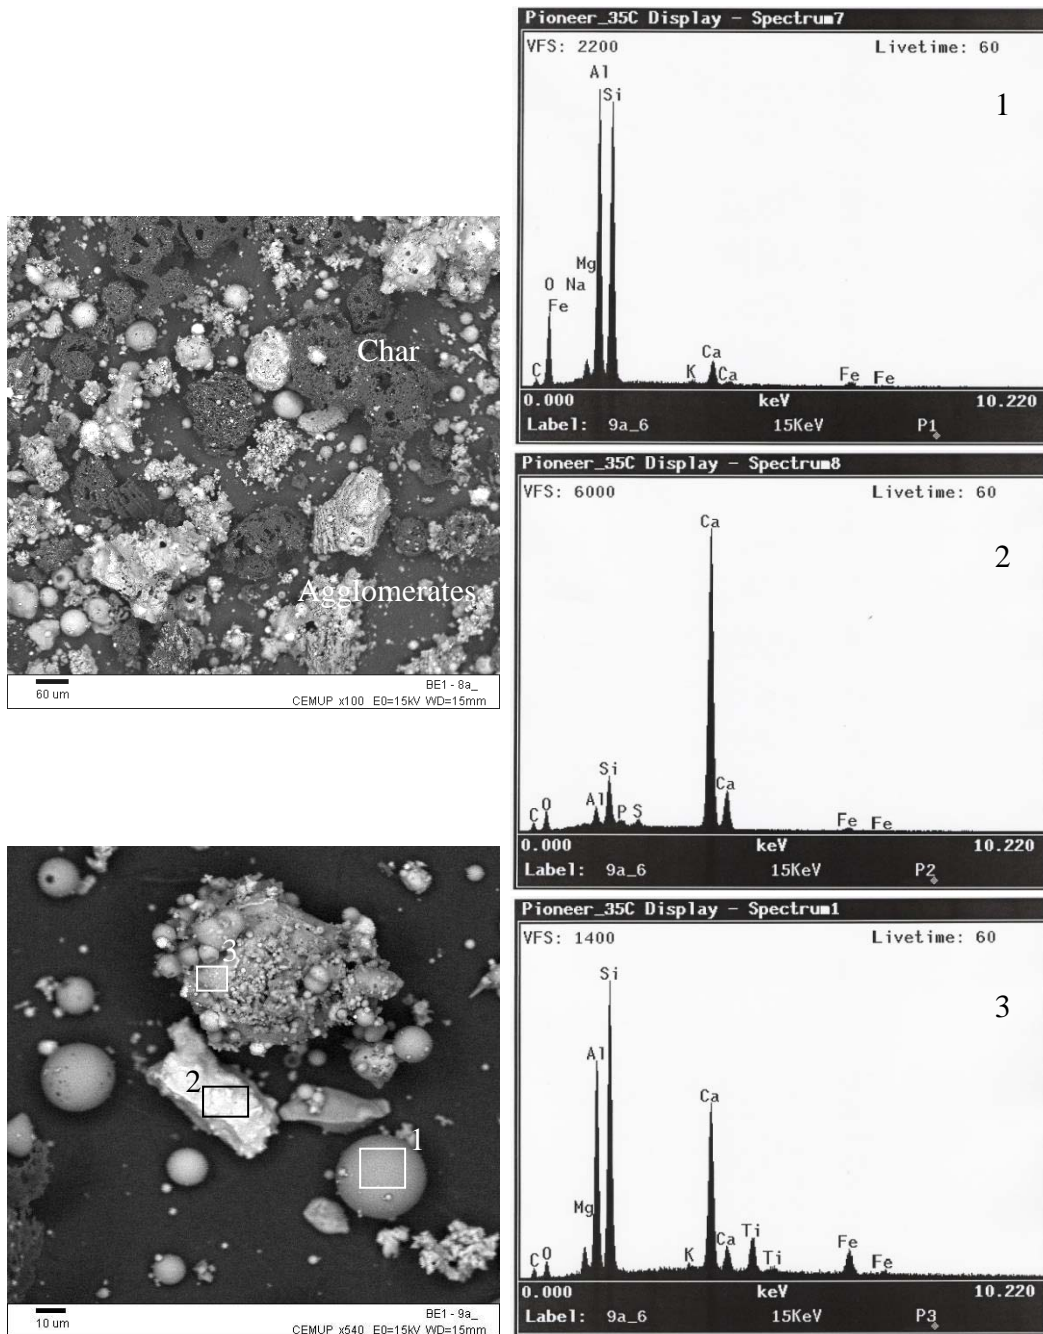 Char
Agglomerates
60 um
BE1 - 8a_
CEMUP x100 E0=15kV WD=15mm
3
2
1
10 um
BE1 - 9a_
CEMUP x540 E0=15kV WD=15mm
Pioneer_35C Display - Spectrum7
VFS: 2200 Livetime: 60
Al
Si
1
Mg
O Na
Fe
Ca
C K Ca Fe Fe
0.000 keV 10.220
Label: 9a_6 15KeV P1
Pioneer_35C Display - Spectrum8
VFS: 6000 Livetime: 60
Ca
2
Si
Ca
Al
C O P S Fe Fe
0.000 keV 10.220
Label: 9a_6 15KeV P2
Pioneer_35C Display - Spectrum1
VFS: 1400 Livetime: 60
Si
3
Al
Ca
Mg
Ca Ti Fe
C O K Ti Fe
0.000 keV 10.220
Label: 9a_6 15KeV P3